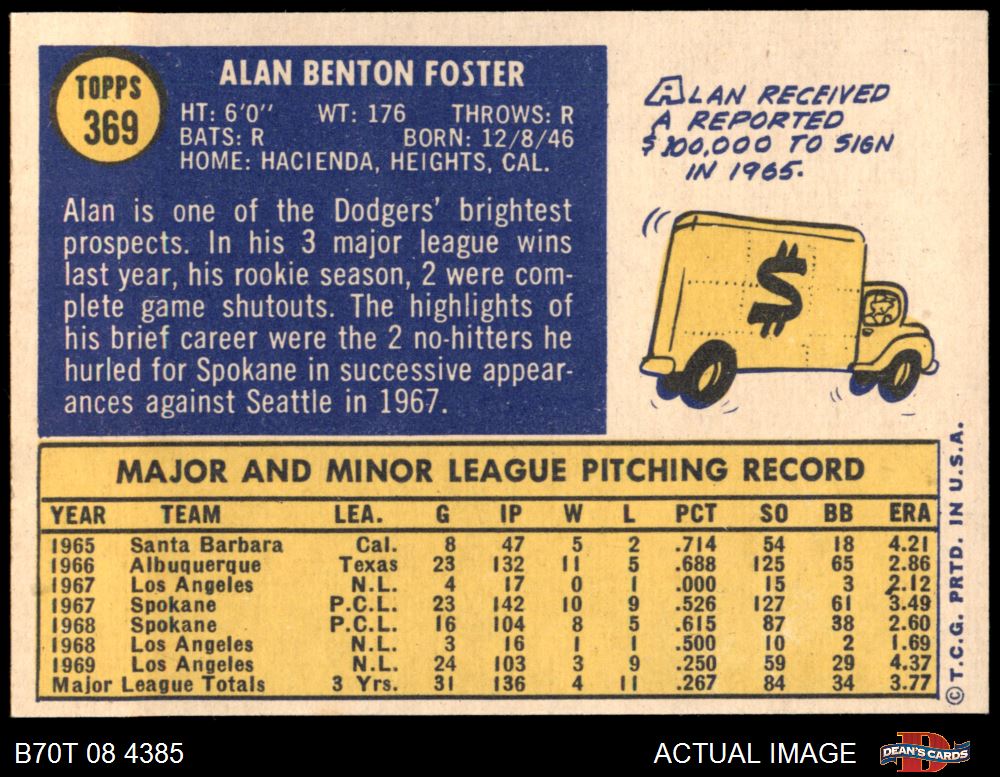 TOPPS
369
ALAN BENTON FOSTER
HT: 6'0" WT: 176 THROWS: R
BATS: R BORN: 12/8/46
HOME: HACIENDA, HEIGHTS, CAL.
Alan is one of the Dodgers' brightest
prospects. In his 3 major league wins
last year, his rookie season, 2 were com-
plete game shutouts. The highlights of
his brief career were the 2 no-hitters he
hurled for Spokane in successive appear-
ances against Seattle in 1967.
ALAN RECEIVED
A REPORTED
$100,000 TO SIGN
IN 1965.
$
MAJOR AND MINOR LEAGUE PITCHING RECORD
YEAR TEAM LEA. G IP W L PCT SO BB ERA
1965 Santa Barbara Cal. 8 47 5 2 .714 54 18 4.21
1966 Albuquerque Texas 23 132 11 5 .688 125 65 2.86
1967 Los Angeles N.L. 4 17 0 1 .000 15 3 2.12
1967 Spokane P.C.L. 23 142 10 9 .526 127 61 3.49
1968 Spokane P.C.L. 16 104 8 5 .615 87 38 2.60
1968 Los Angeles N.L. 3 16 1 1 .500 10 2 1.69
1969 Los Angeles N.L. 24 103 3 9 .250 59 29 4.37
Major League Totals 3 Yrs. 31 136 4 11 .267 84 34 3.77
© T.C.G. PRTD. IN U.S.A.
B70T 08 4385
ACTUAL IMAGE
DEAN'S CARDS